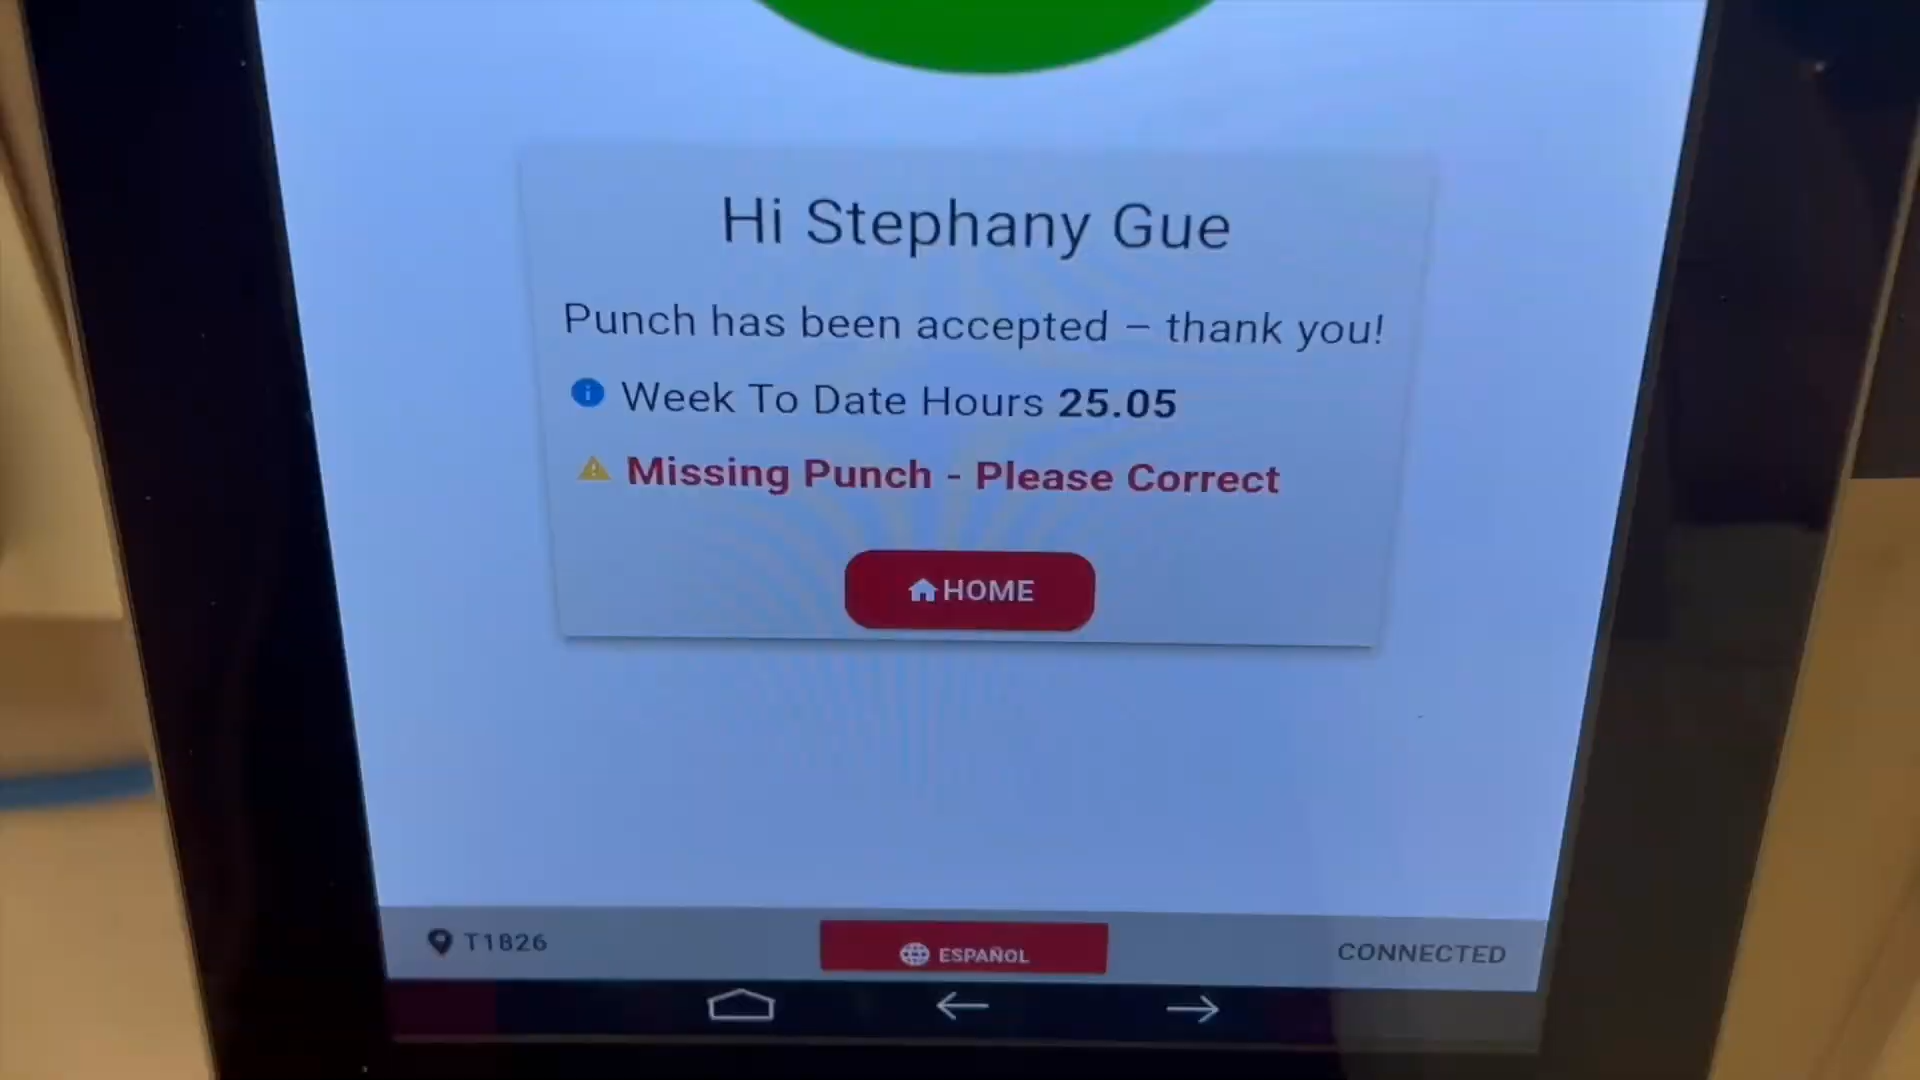 Hi Stephany Gue
Punch has been accepted – thank you!
Week To Date Hours 25.05
Missing Punch - Please Correct
HOME
T1826
ESPAÑOL
CONNECTED